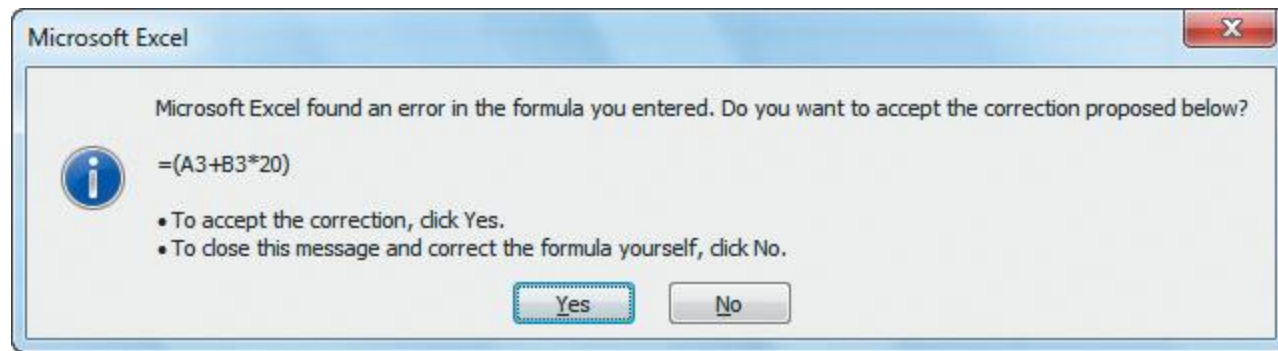 Microsoft Excel
Microsoft Excel found an error in the formula you entered. Do you want to accept the correction proposed below?
=(A3+B3*20)
• To accept the correction, click Yes.
• To close this message and correct the formula yourself, click No.
Yes No